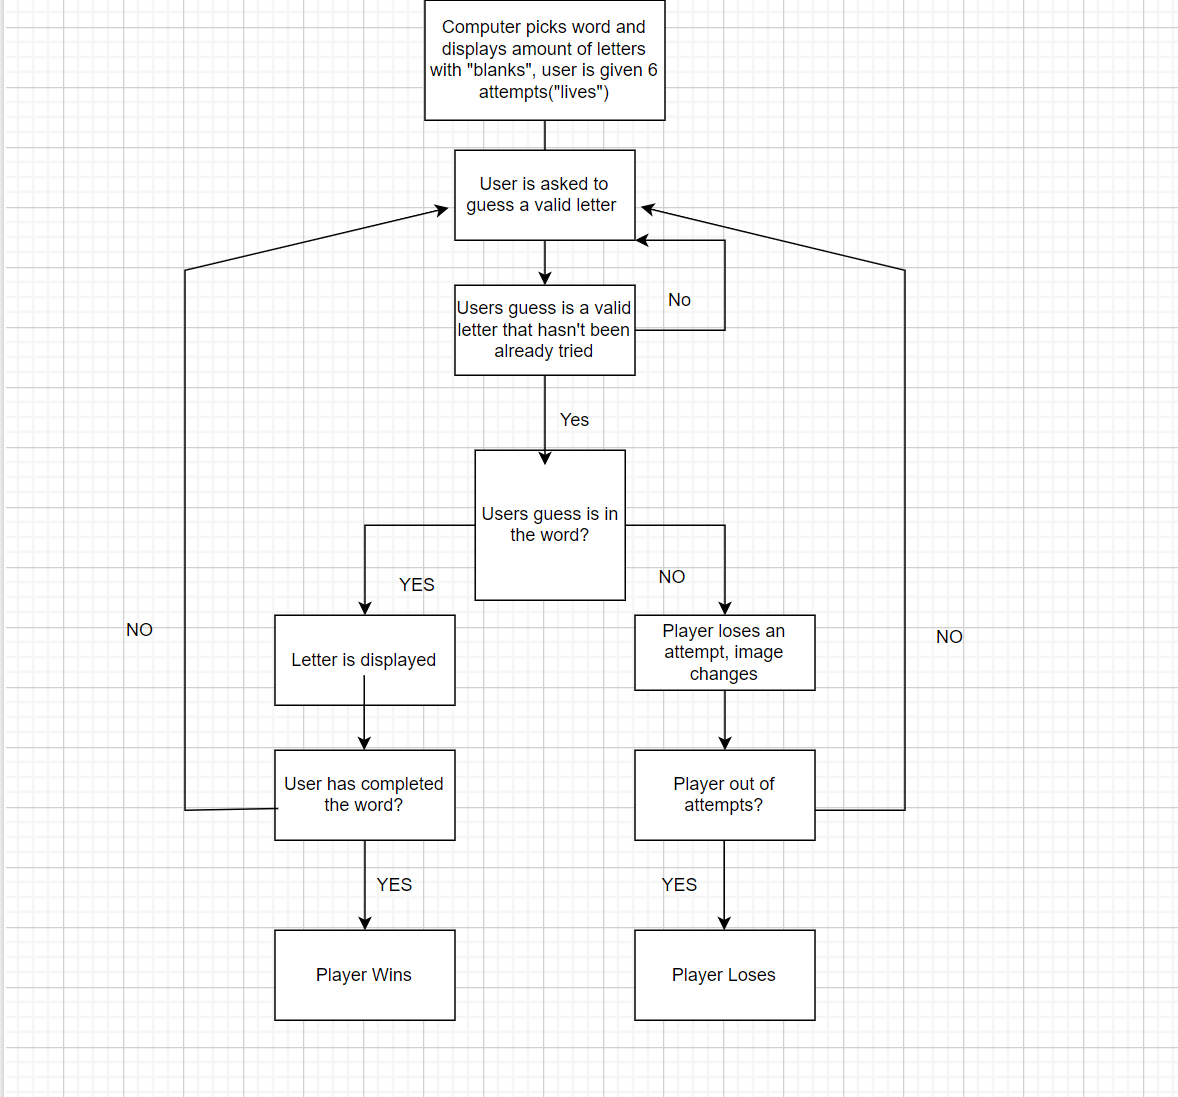 Computer picks word and
displays amount of letters
with "blanks", user is given 6
attempts("lives")
User is asked to
guess a valid letter
Users guess is a valid
letter that hasn't been
already tried
No
Yes
Users guess is in
the word?
YES
NO
Letter is displayed
Player loses an
attempt, image
changes
NO
NO
User has completed
the word?
Player out of
attempts?
YES
YES
Player Wins
Player Loses